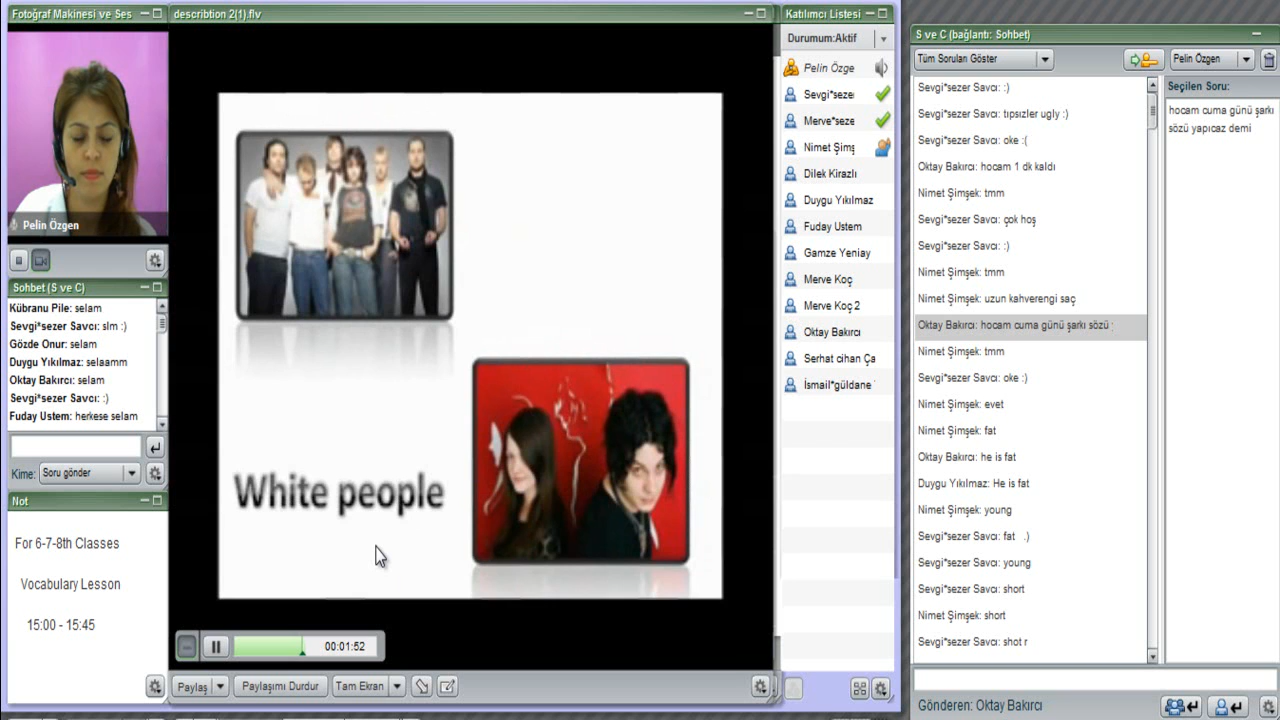 Fotoğraf Makinesi ve Ses
Pelin Özgen
Sohbet (S ve C)
Kübranu Pile: selam
Sevgi*sezer Savcı: slm :)
Gözde Onur: selam
Duygu Yıkılmaz: selaamm
Oktay Bakırcı: selam
Sevgi*sezer Savcı: :)
Fuday Ustem: herkese selam
Kime:
Soru gönder
Not
For 6-7-8th Classes
Vocabulary Lesson
15:00 - 15:45
describtion 2(1).flv
White people
00:01:52
Paylaş
Paylaşımı Durdur
Tam Ekran
Katılımcı Listesi
Durumum:Aktif
Pelin Özge
Sevgi*seze
Merve*seze
Nimet Şimş
Dilek Kirazlı
Duygu Yıkılmaz
Fuday Ustem
Gamze Yeniay
Merve Koç
Merve Koç 2
Oktay Bakırcı
Serhat cihan Ça
İsmail*güldane
S ve C (bağlantı: Sohbet)
Tüm Soruları Göster
Pelin Özgen
Sevgi*sezer Savcı: :)
Sevgi*sezer Savcı: tıpsızler ugly :)
Sevgi*sezer Savcı: oke :(
Oktay Bakırcı: hocam 1 dk kaldı
Nimet Şimşek: tmm
Sevgi*sezer Savcı: çok hoş
Sevgi*sezer Savcı: :)
Nimet Şimşek: tmm
Nimet Şimşek: uzun kahverengi saç
Oktay Bakırcı: hocam cuma günü şarkı sözü
Nimet Şimşek: tmm
Sevgi*sezer Savcı: oke :)
Nimet Şimşek: evet
Nimet Şimşek: fat
Oktay Bakırcı: he is fat
Duygu Yıkılmaz: He is fat
Nimet Şimşek: young
Sevgi*sezer Savcı: fat .)
Sevgi*sezer Savcı: young
Sevgi*sezer Savcı: short
Nimet Şimşek: short
Sevgi*sezer Savcı: shot r
Seçilen Soru:
hocam cuma günü şarkı
sözü yapıcaz demi
Gönderen: Oktay Bakırcı